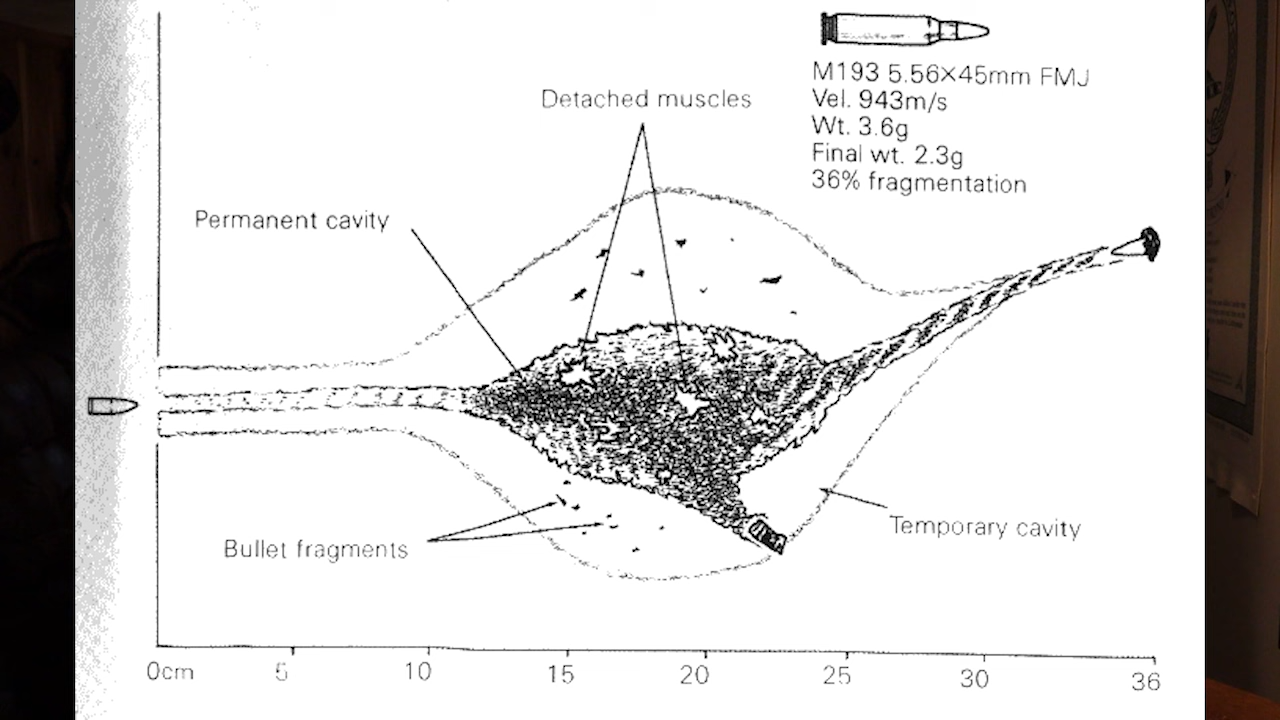 M193 5.56×45mm FMJ
Vel. 943m/s
Wt. 3.6g
Final wt. 2.3g
36% fragmentation
Detached muscles
Permanent cavity
Bullet fragments
Temporary cavity
0cm 5 10 15 20 25 30 36